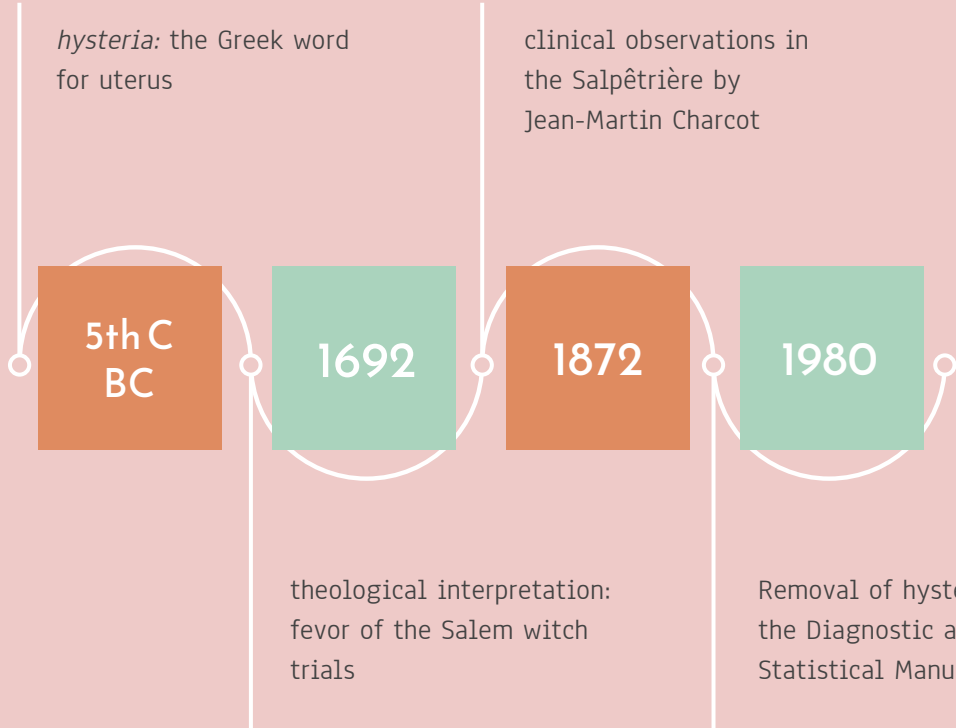 hysteria: the Greek word
for uterus
clinical observations in
the Salpêtrière by
Jean-Martin Charcot
5th C
BC
1692
1872
1980
theological interpretation:
fevor of the Salem witch
trials
Removal of hyste
the Diagnostic a
Statistical Manu